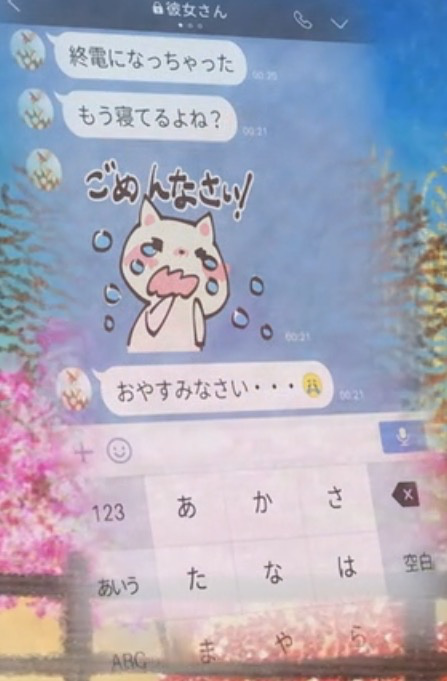 彼女さん
終電になっちゃった
00:20
もう寝てるよね？
00:21
ごめんなさい!
00:21
おやすみなさい・・・
00:21
123 あ か さ
あいう た な は 空白
ABC ま や ら